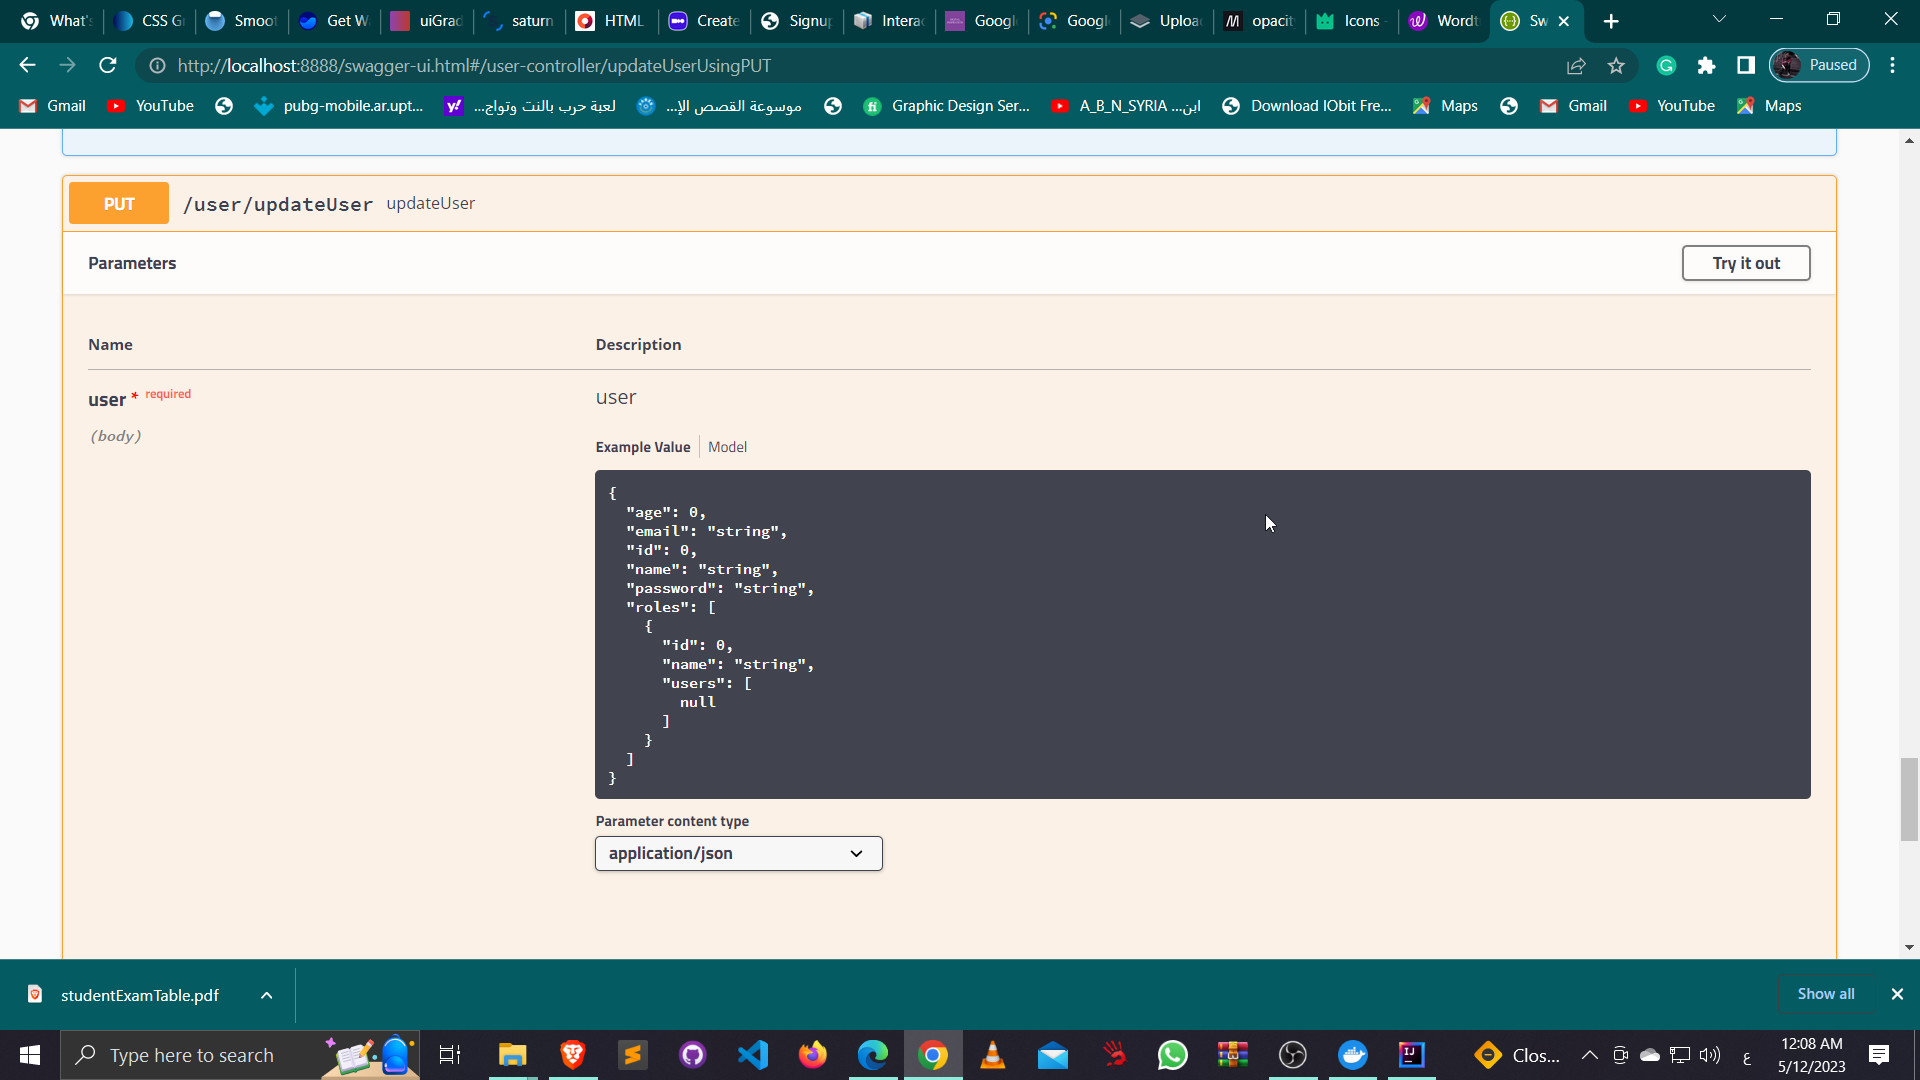 What's
CSS Gr
Smoot
Get Wa
uiGrad
saturn
HTML
Create
Signup
Interac
Google
Google
Upload
opacit
Icons -
Wordt
Sw
http://localhost:8888/swagger-ui.html#/user-controller/updateUserUsingPUT
Paused
Gmail
YouTube
pubg-mobile.ar.upt...
لعبة حرب بالنت وتواج...
موسوعة القصص الإ...
Graphic Design Ser...
A_B_N_SYRIA ...ابن
Download IObit Fre...
Maps
Gmail
YouTube
Maps
PUT /user/updateUser updateUser
Parameters
Try it out
Name Description
user * required
user
(body)
Example Value Model
{
"age": 0,
"email": "string",
"id": 0,
"name": "string",
"password": "string",
"roles": [
{
"id": 0,
"name": "string",
"users": [
null
]
}
]
}
Parameter content type
application/json
studentExamTable.pdf
Show all
Type here to search
Clos...
ع
12:08 AM
5/12/2023